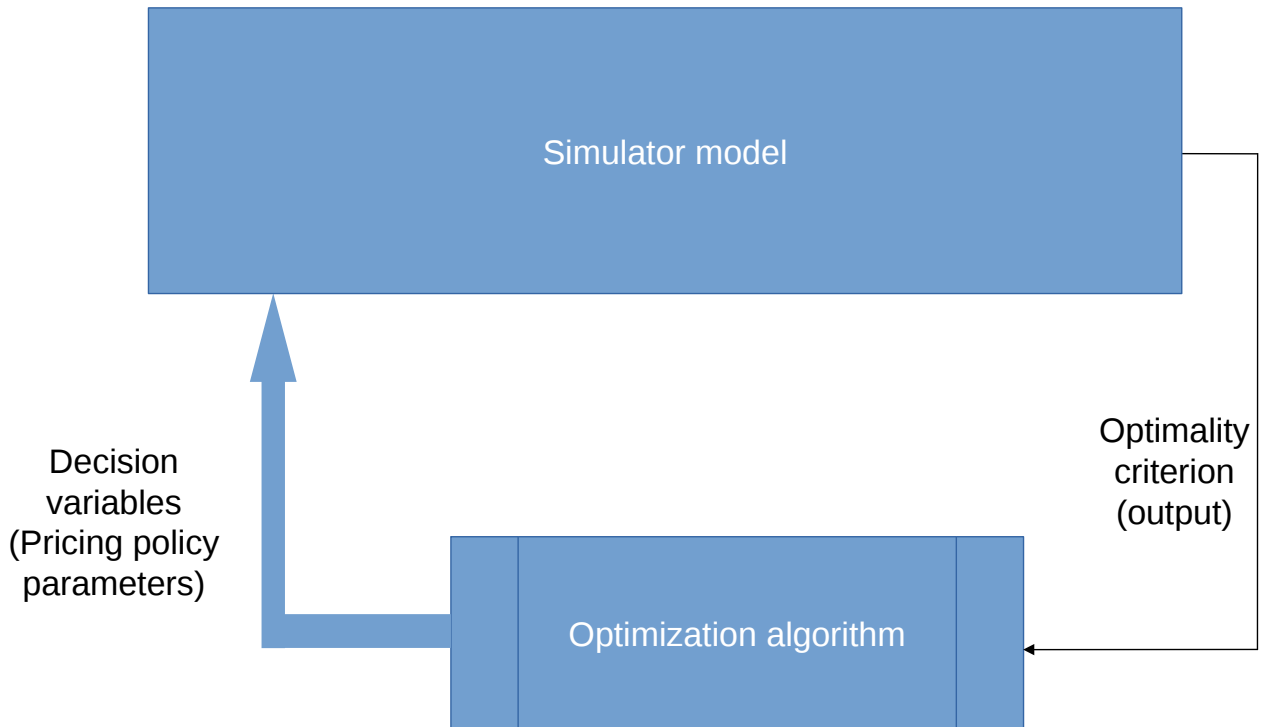 Simulator model
Decision
variables
(Pricing policy
parameters)
Optimality
criterion
(output)
Optimization algorithm